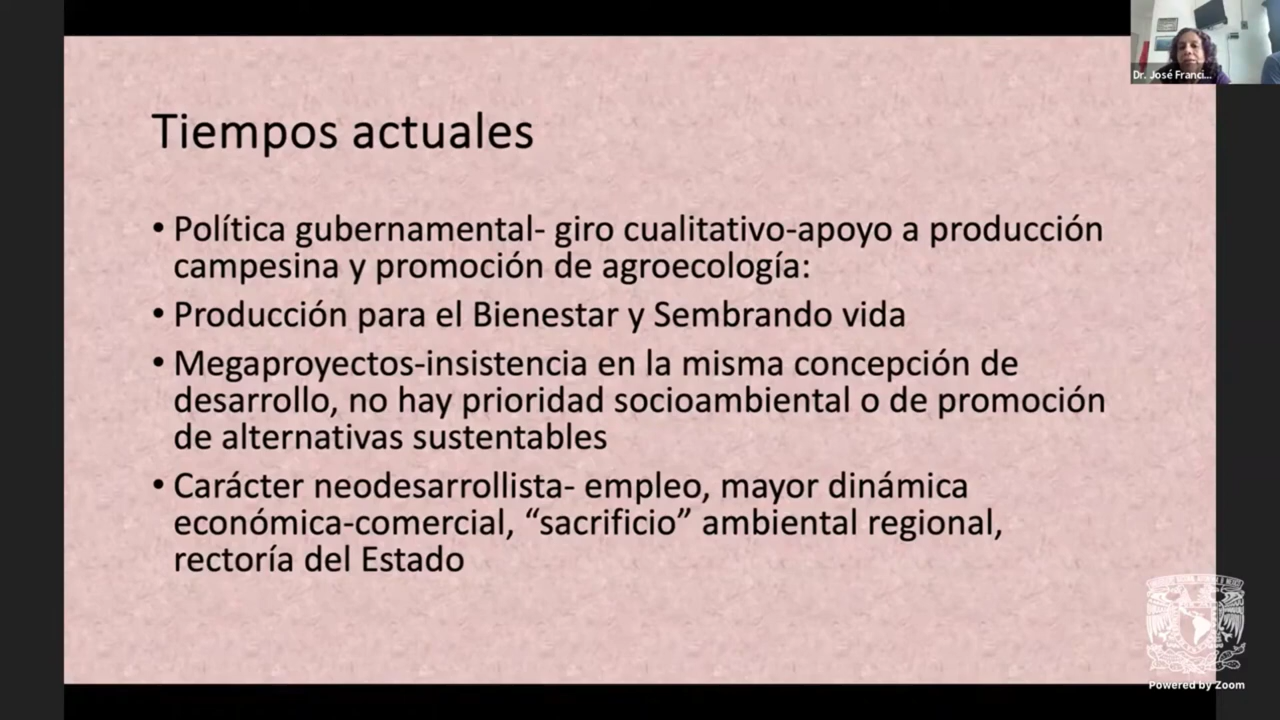 Dr. José Franci...
Tiempos actuales
• Política gubernamental- giro cualitativo-apoyo a producción
campesina y promoción de agroecología:
• Producción para el Bienestar y Sembrando vida
• Megaproyectos-insistencia en la misma concepción de
desarrollo, no hay prioridad socioambiental o de promoción
de alternativas sustentables
• Carácter neodesarrollista- empleo, mayor dinámica
económica-comercial, “sacrificio” ambiental regional,
rectoría del Estado
Powered by Zoom